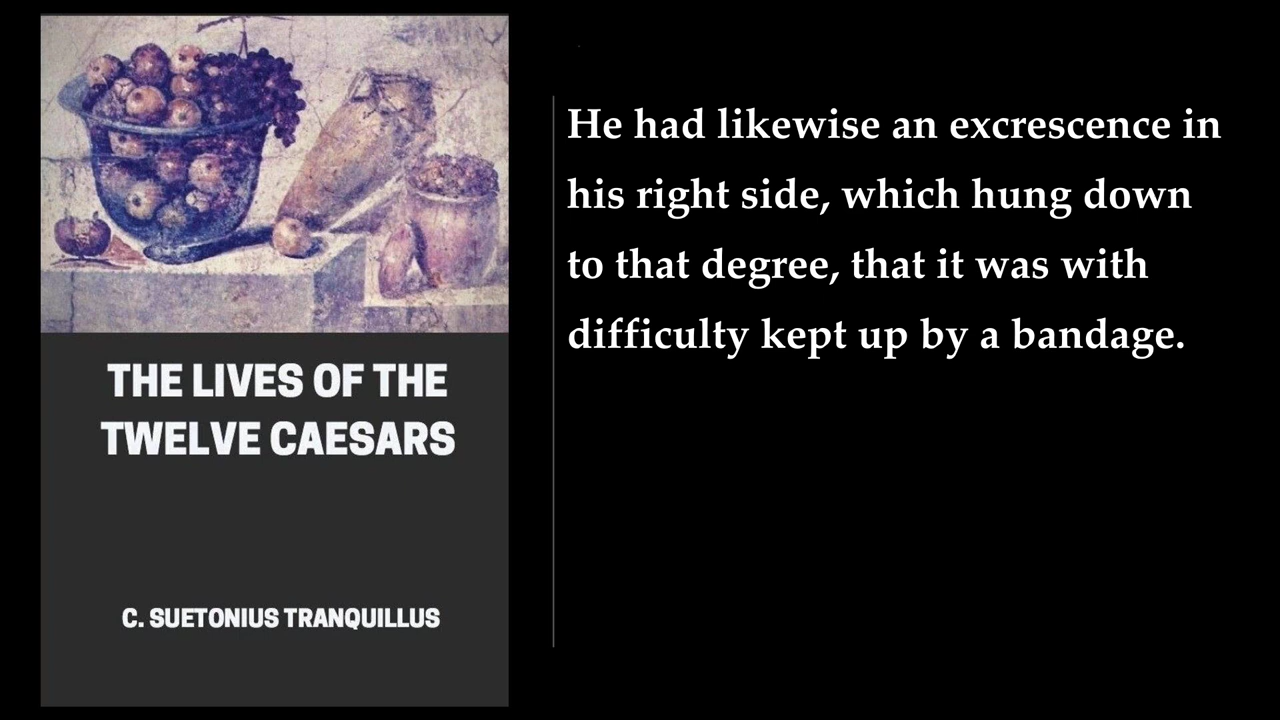 THE LIVES OF THE
TWELVE CAESARS
C. SUETONIUS TRANQUILLUS
He had likewise an excrescence in
his right side, which hung down
to that degree, that it was with
difficulty kept up by a bandage.